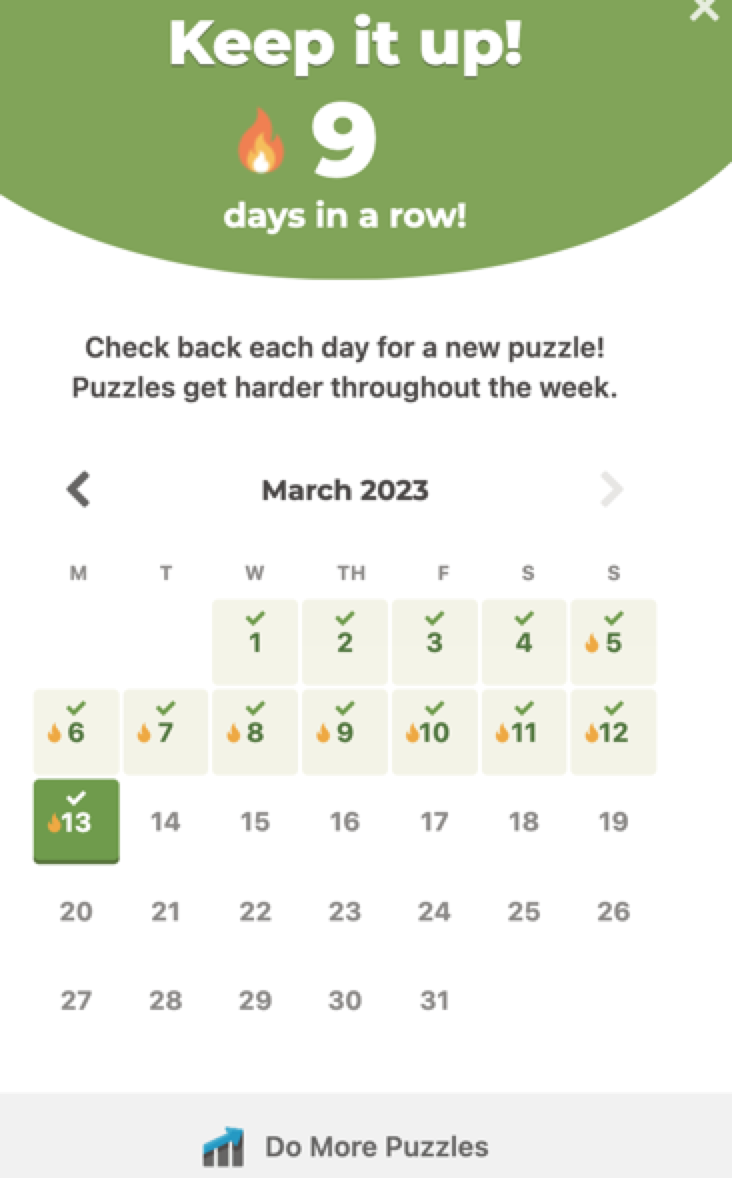 Keep it up!
9
days in a row!
Check back each day for a new puzzle!
Puzzles get harder throughout the week.
March 2023
M T W TH F S S
1 2 3 4 5
6 7 8 9 10 11 12
13 14 15 16 17 18 19
20 21 22 23 24 25 26
27 28 29 30 31
Do More Puzzles